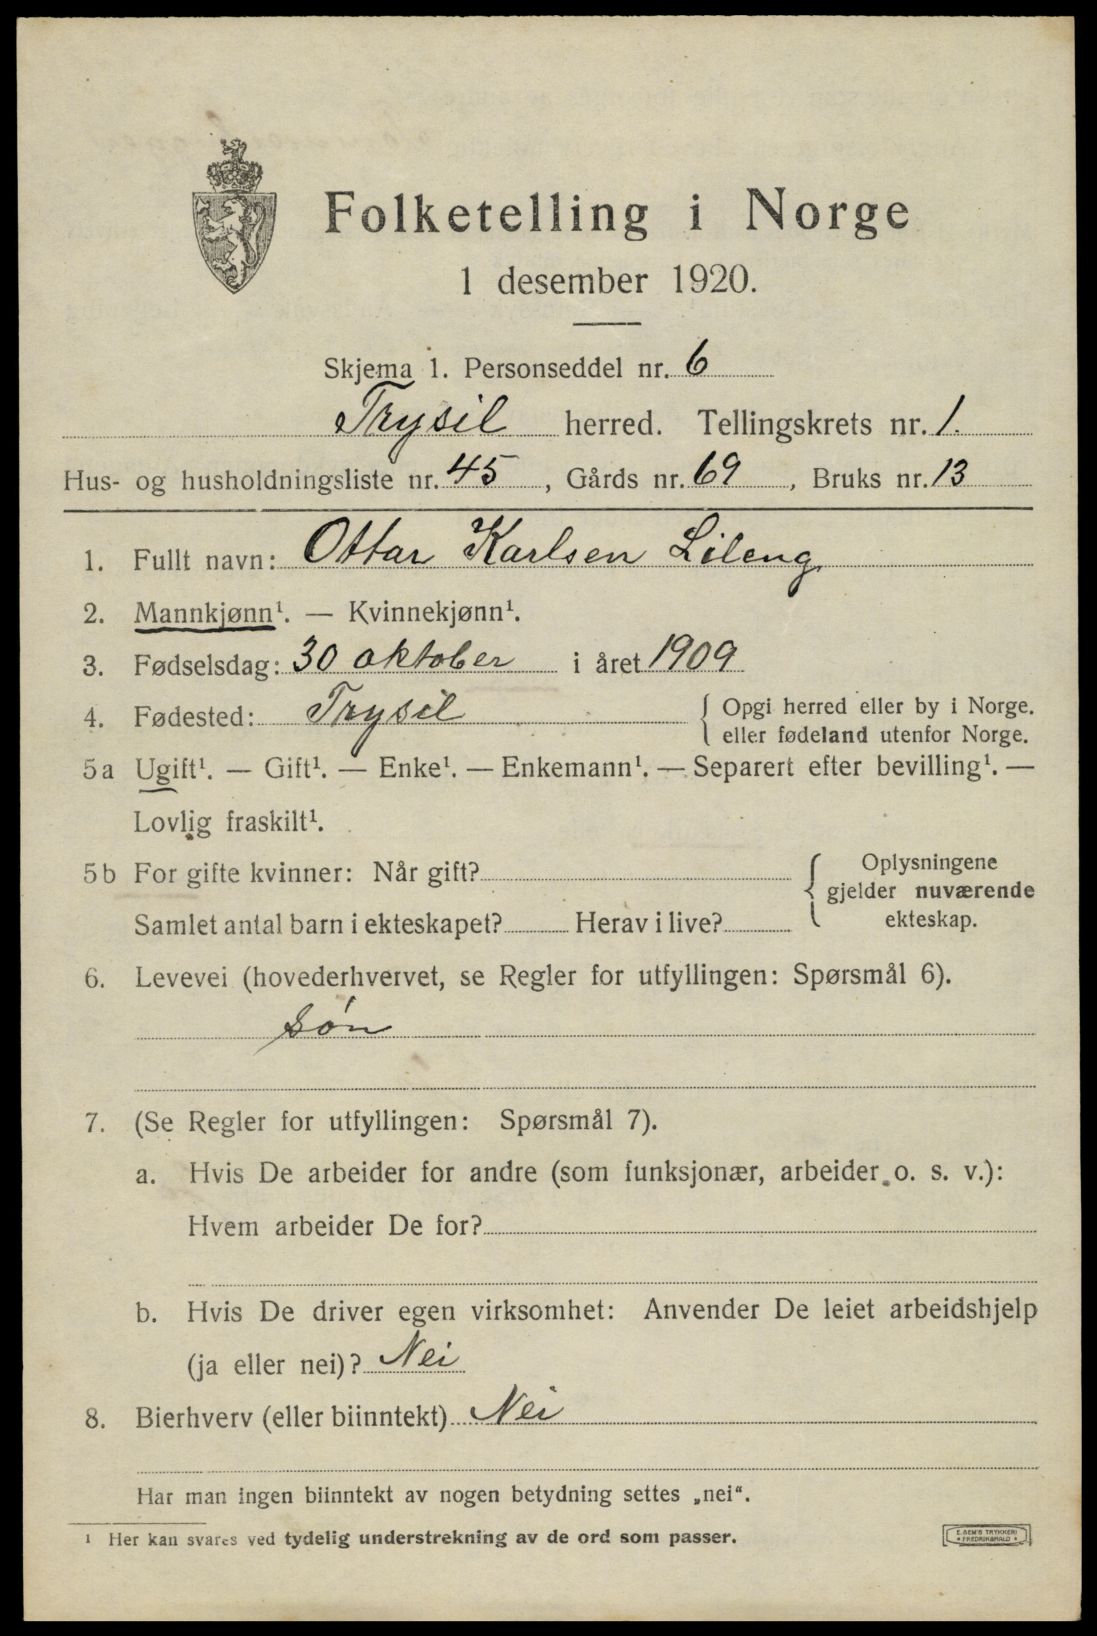 Folketelling i Norge
1 desember 1920.
Skjema 1. Personseddel nr. 6
Trysil herred. Tellingskrets nr. 1.
Hus- og husholdningsliste nr. 45, Gårds nr. 69, Bruks nr. 13
1. Fullt navn: Ottar Karlsen Lileng
2. Mannkjønn¹. — Kvinnekjønn¹.
3. Fødselsdag: 30 oktober i året 1909
4. Fødested: Trysil { Opgi herred eller by i Norge.
eller fødeland utenfor Norge.
5a Ugift¹. — Gift¹. — Enke¹. — Enkemann¹. — Separert efter bevilling¹. —
Lovlig fraskilt¹.
5b For gifte kvinner: Når gift? { Oplysningene
gjelder nuværende
ekteskap.
Samlet antal barn i ekteskapet? Herav i live?
6. Levevei (hovederhvervet, se Regler for utfyllingen: Spørsmål 6).
Søn
7. (Se Regler for utfyllingen: Spørsmål 7).
a. Hvis De arbeider for andre (som funksjonær, arbeider o. s. v.):
Hvem arbeider De for?
b. Hvis De driver egen virksomhet: Anvender De leiet arbeidshjelp
(ja eller nei)? Nei
8. Bierhverv (eller biinntekt) Nei
Har man ingen biinntekt av nogen betydning settes „nei“.
¹ Her kan svares ved tydelig understrekning av de ord som passer.
E. SEM'S TRYKKERI
FREDRIKSHALD